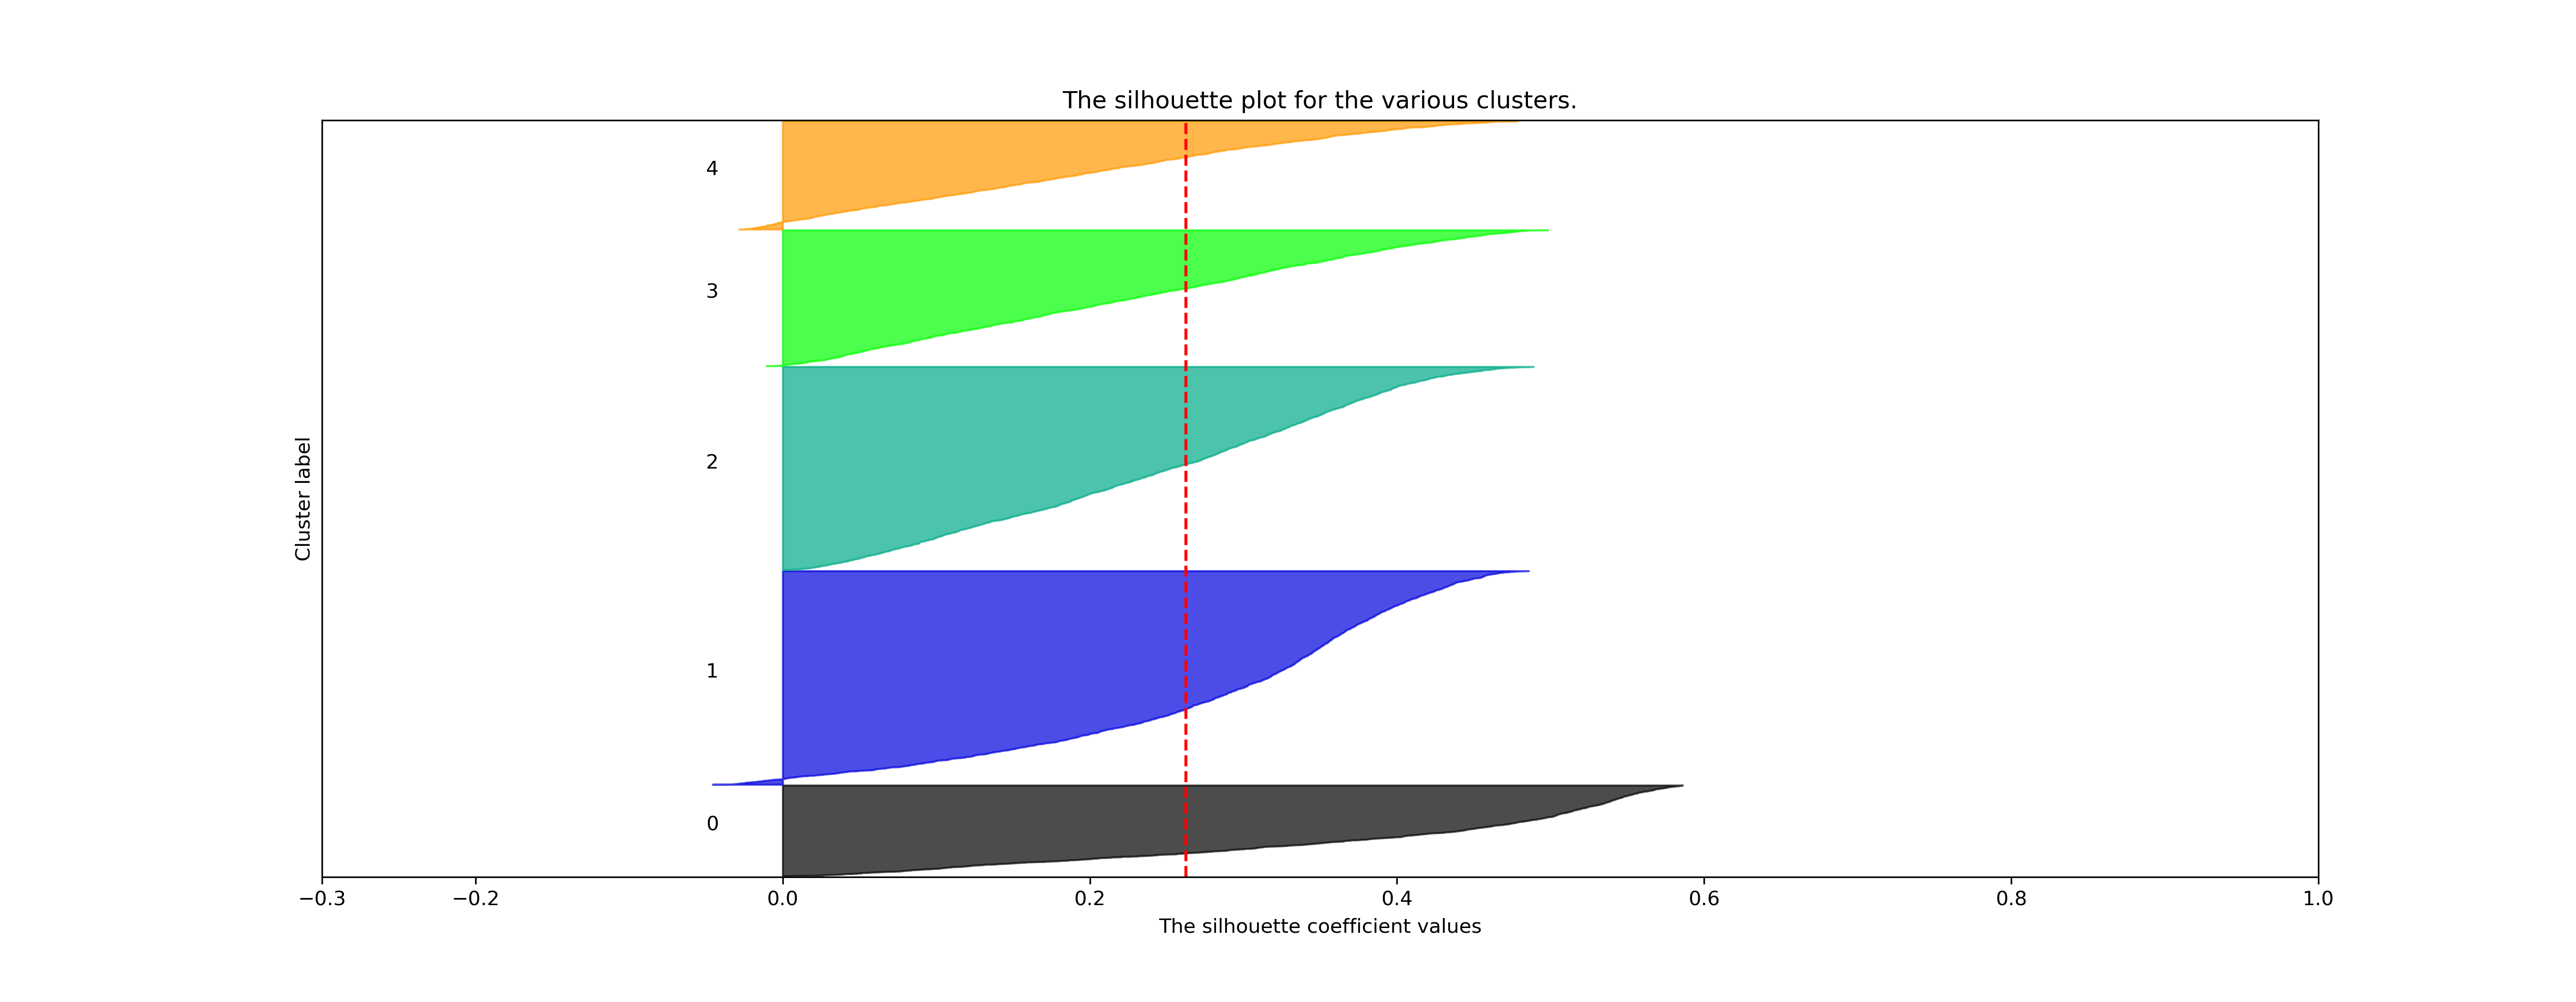 The silhouette plot for the various clusters.
4
3
2
1
0
Cluster label
−0.3 −0.2 0.0 0.2 0.4 0.6 0.8 1.0
The silhouette coefficient values